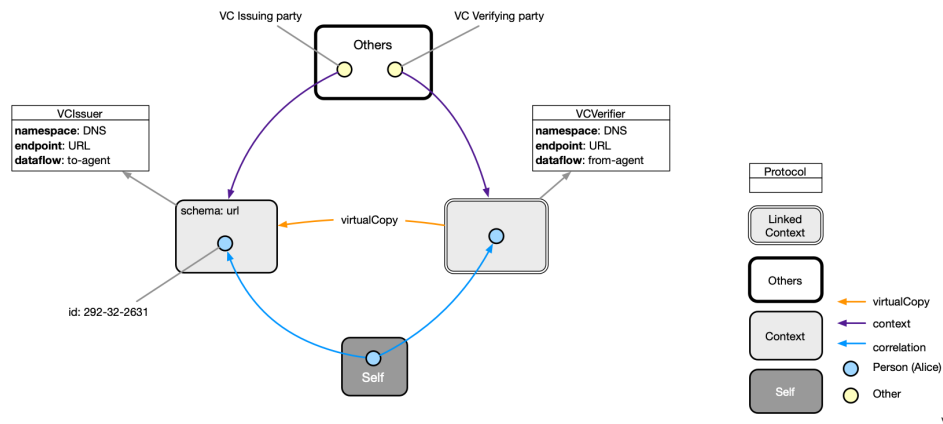 VC Issuing party
VC Verifying party
Others
VCIssuer
namespace: DNS
endpoint: URL
dataflow: to-agent
VCVerifier
namespace: DNS
endpoint: URL
dataflow: from-agent
schema: url
virtualCopy
id: 292-32-2631
Self
Protocol
Linked
Context
Others
Context
Self
virtualCopy
context
correlation
Person (Alice)
Other